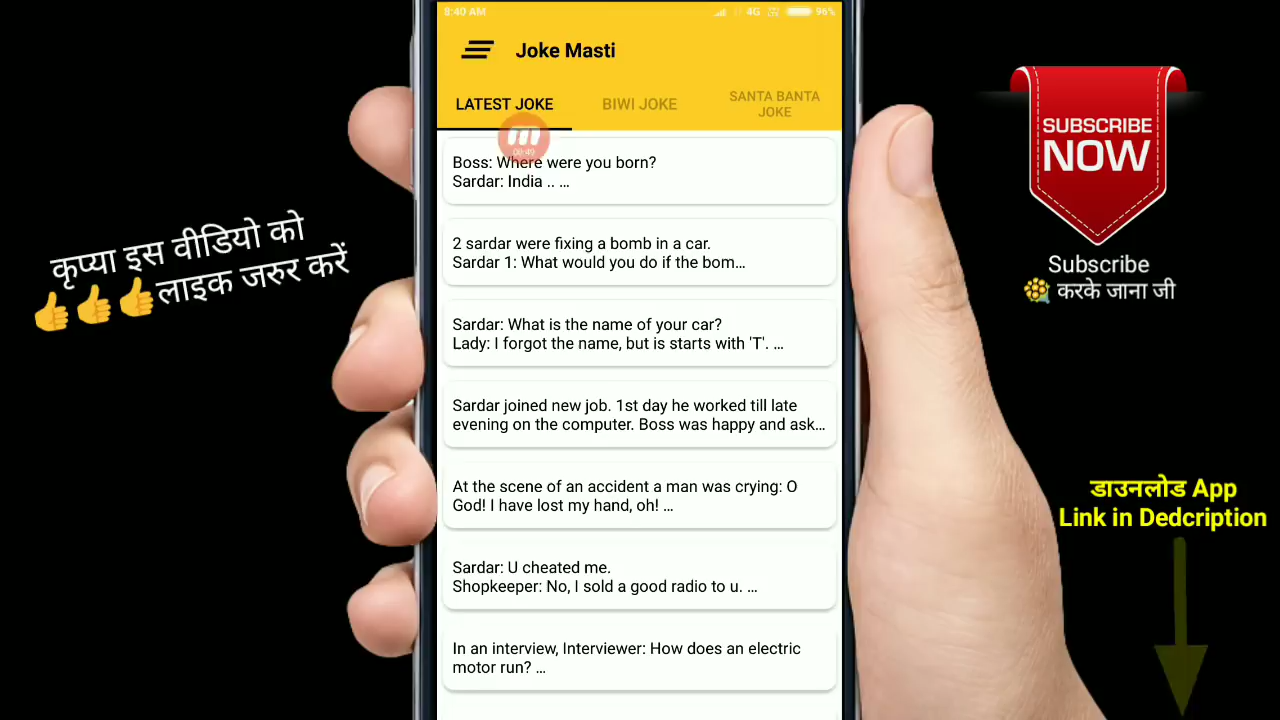 8:40 AM
4G
96%
Joke Masti
LATEST JOKE
BIWI JOKE
SANTA BANTA
JOKE
00:49
Boss: Where were you born?
Sardar: India .. ...
2 sardar were fixing a bomb in a car.
Sardar 1: What would you do if the bom...
Sardar: What is the name of your car?
Lady: I forgot the name, but is starts with 'T'. ...
Sardar joined new job. 1st day he worked till late
evening on the computer. Boss was happy and ask...
At the scene of an accident a man was crying: O
God! I have lost my hand, oh! ...
Sardar: U cheated me.
Shopkeeper: No, I sold a good radio to u. ...
In an interview, Interviewer: How does an electric
motor run? ...
कृप्या इस वीडियो को
👍👍👍लाइक जरुर करें
SUBSCRIBE
NOW
Subscribe
💐 करके जाना जी
डाउनलोड App
Link in Dedcription